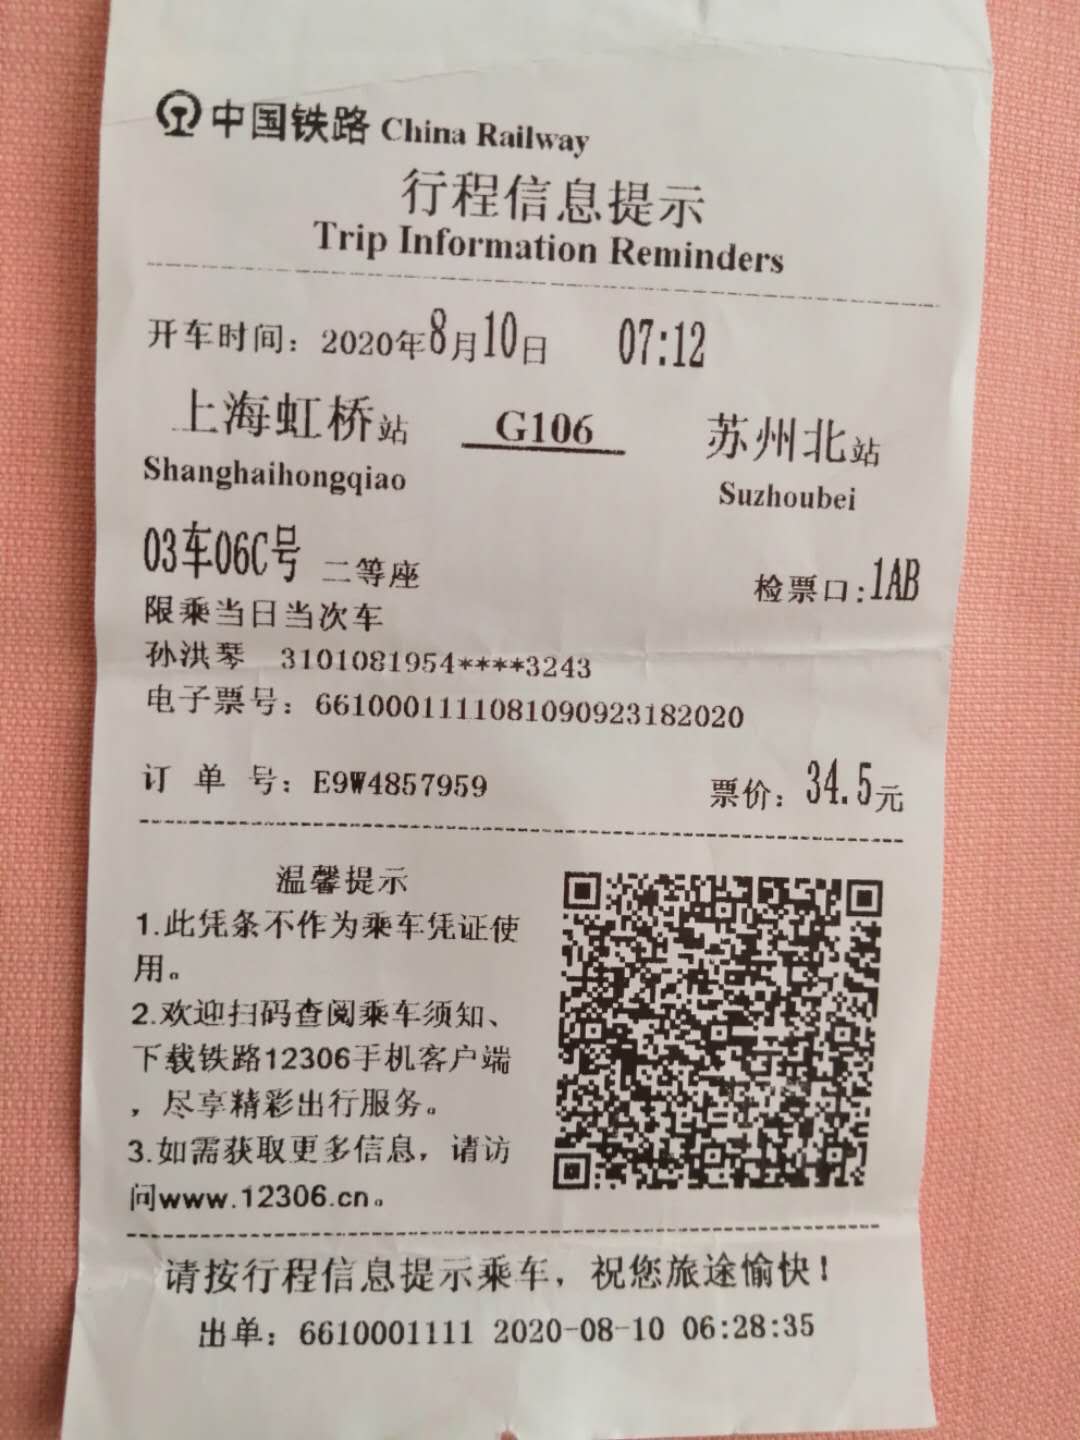 中国铁路 China Railway
行程信息提示
Trip Information Reminders
开车时间：2020年8月10日 07:12
上海虹桥站 G106 苏州北站
Shanghaihongqiao Suzhoubei
03车06C号 二等座 检票口：1AB
限乘当日当次车
孙洪琴 3101081954****3243
电子票号：6610001111081090923182020
订 单 号：E9W4857959 票价：34.5元
温馨提示
1.此凭条不作为乘车凭证使
用。
2.欢迎扫码查阅乘车须知、
下载铁路12306手机客户端
，尽享精彩出行服务。
3.如需获取更多信息，请访
问www.12306.cn。
请按行程信息提示乘车，祝您旅途愉快！
出单：6610001111 2020-08-10 06:28:35